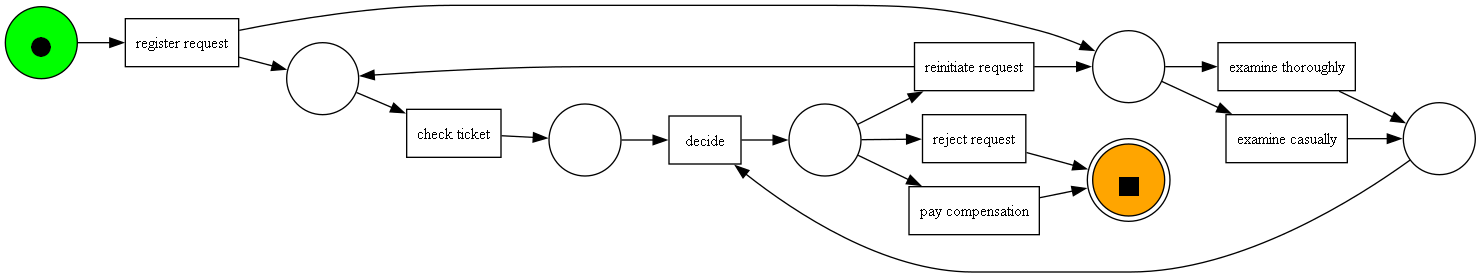 register request
check ticket
decide
reinitiate request
reject request
pay compensation
examine thoroughly
examine casually